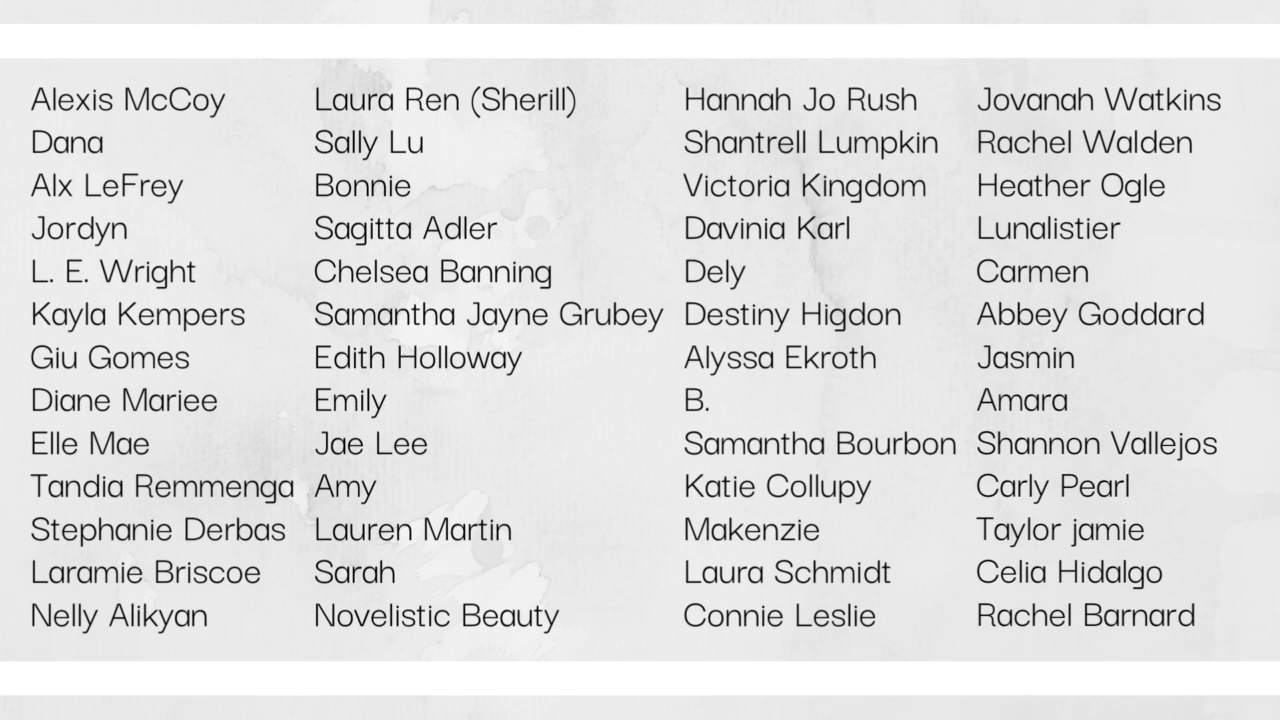 Alexis McCoy
Dana
Alx LeFrey
Jordyn
L. E. Wright
Kayla Kempers
Giu Gomes
Diane Mariee
Elle Mae
Tandia Remmenga
Stephanie Derbas
Laramie Briscoe
Nelly Alikyan
Laura Ren (Sherill)
Sally Lu
Bonnie
Sagitta Adler
Chelsea Banning
Samantha Jayne Grubey
Edith Holloway
Emily
Jae Lee
Amy
Lauren Martin
Sarah
Novelistic Beauty
Hannah Jo Rush
Shantrell Lumpkin
Victoria Kingdom
Davinia Karl
Dely
Destiny Higdon
Alyssa Ekroth
B.
Samantha Bourbon
Katie Collupy
Makenzie
Laura Schmidt
Connie Leslie
Jovanah Watkins
Rachel Walden
Heather Ogle
Lunalistier
Carmen
Abbey Goddard
Jasmin
Amara
Shannon Vallejos
Carly Pearl
Taylor jamie
Celia Hidalgo
Rachel Barnard